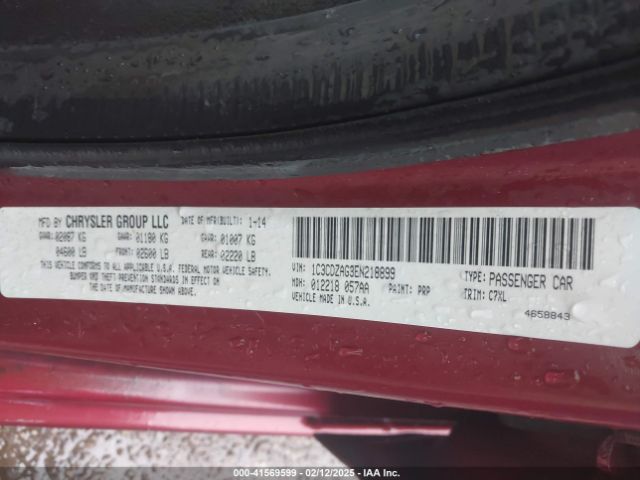 MFD BY CHRYSLER GROUP LLC DATE OF MFR(BUILT): 1-14
GVWR:02087 KG GAWR:01180 KG GAWR:01007 KG
04600 LB FRONT:02600 LB REAR:02220 LB
THIS VEHICLE CONFORMS TO ALL APPLICABLE U.S.A. FEDERAL MOTOR VEHICLE SAFETY,
BUMPER AND THEFT PREVENTION STANDARDS IN EFFECT ON
THE DATE OF MANUFACTURE SHOWN ABOVE.
VIN: 1C3CDZAG3EN218899 TYPE: PASSENGER CAR
MDH: 012218 057AA PAINT: PRP TRIM: C7XL
MADE IN U.S.A.
4658843
000-41569599 - 02/12/2025 - IAA Inc.